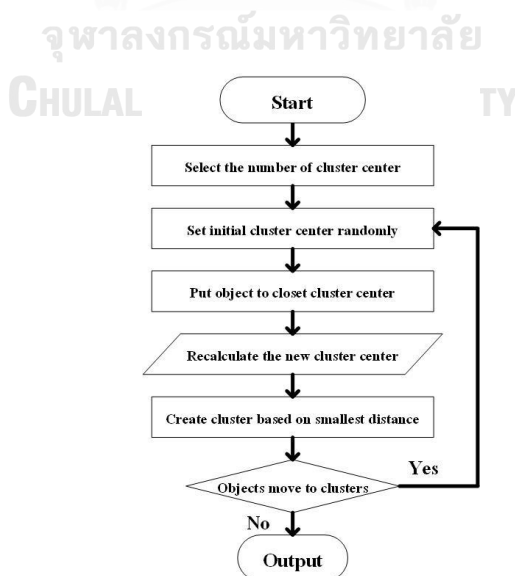 จุฬาลงกรณ์มหาวิทยาลัย
CHULAL
TY
Start
Select the number of cluster center
Set initial cluster center randomly
Put object to closet cluster center
Recalculate the new cluster center
Create cluster based on smallest distance
Objects move to clusters
Yes
No
Output